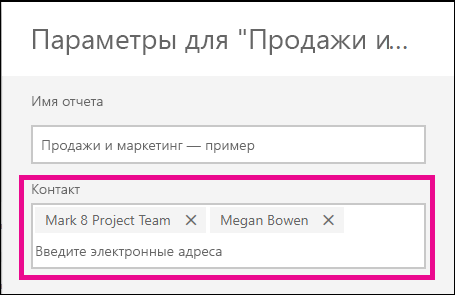 Параметры для "Продажи и...
Имя отчета
Продажи и маркетинг — пример
Контакт
Mark 8 Project Team × Megan Bowen ×
Введите электронные адреса